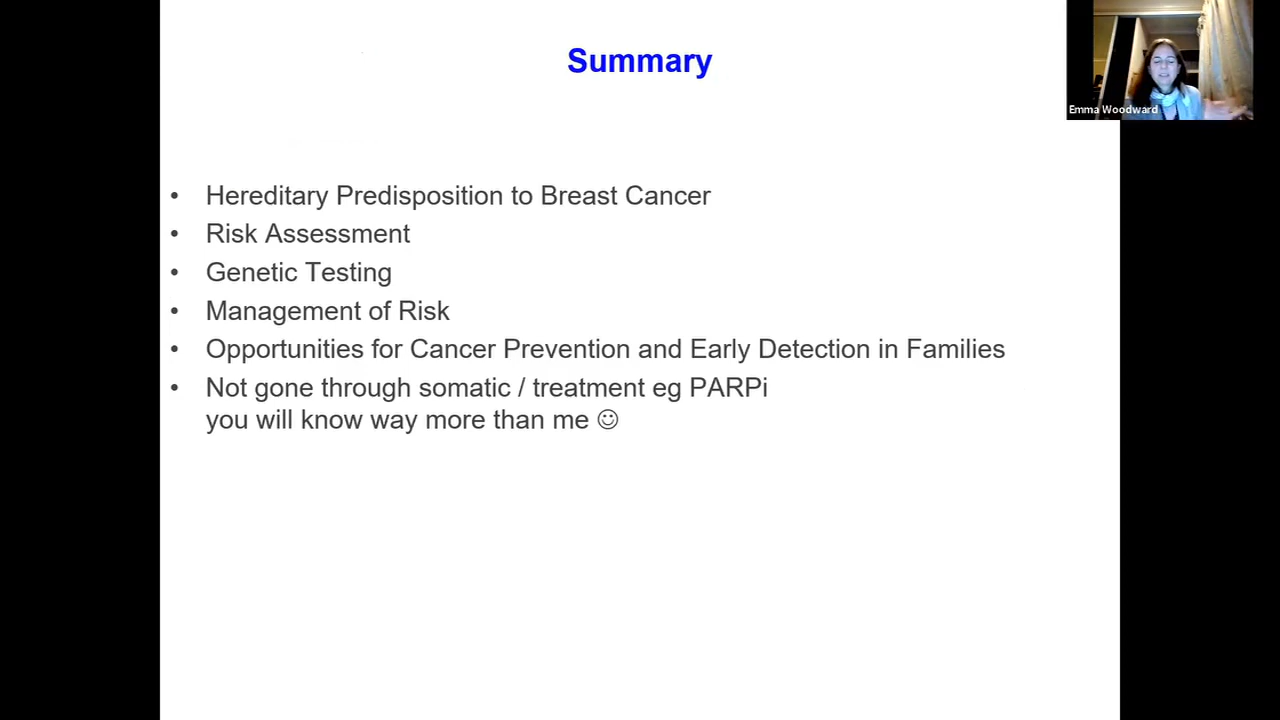 Summary
Emma Woodward
• Hereditary Predisposition to Breast Cancer
• Risk Assessment
• Genetic Testing
• Management of Risk
• Opportunities for Cancer Prevention and Early Detection in Families
• Not gone through somatic / treatment eg PARPi
you will know way more than me ☺